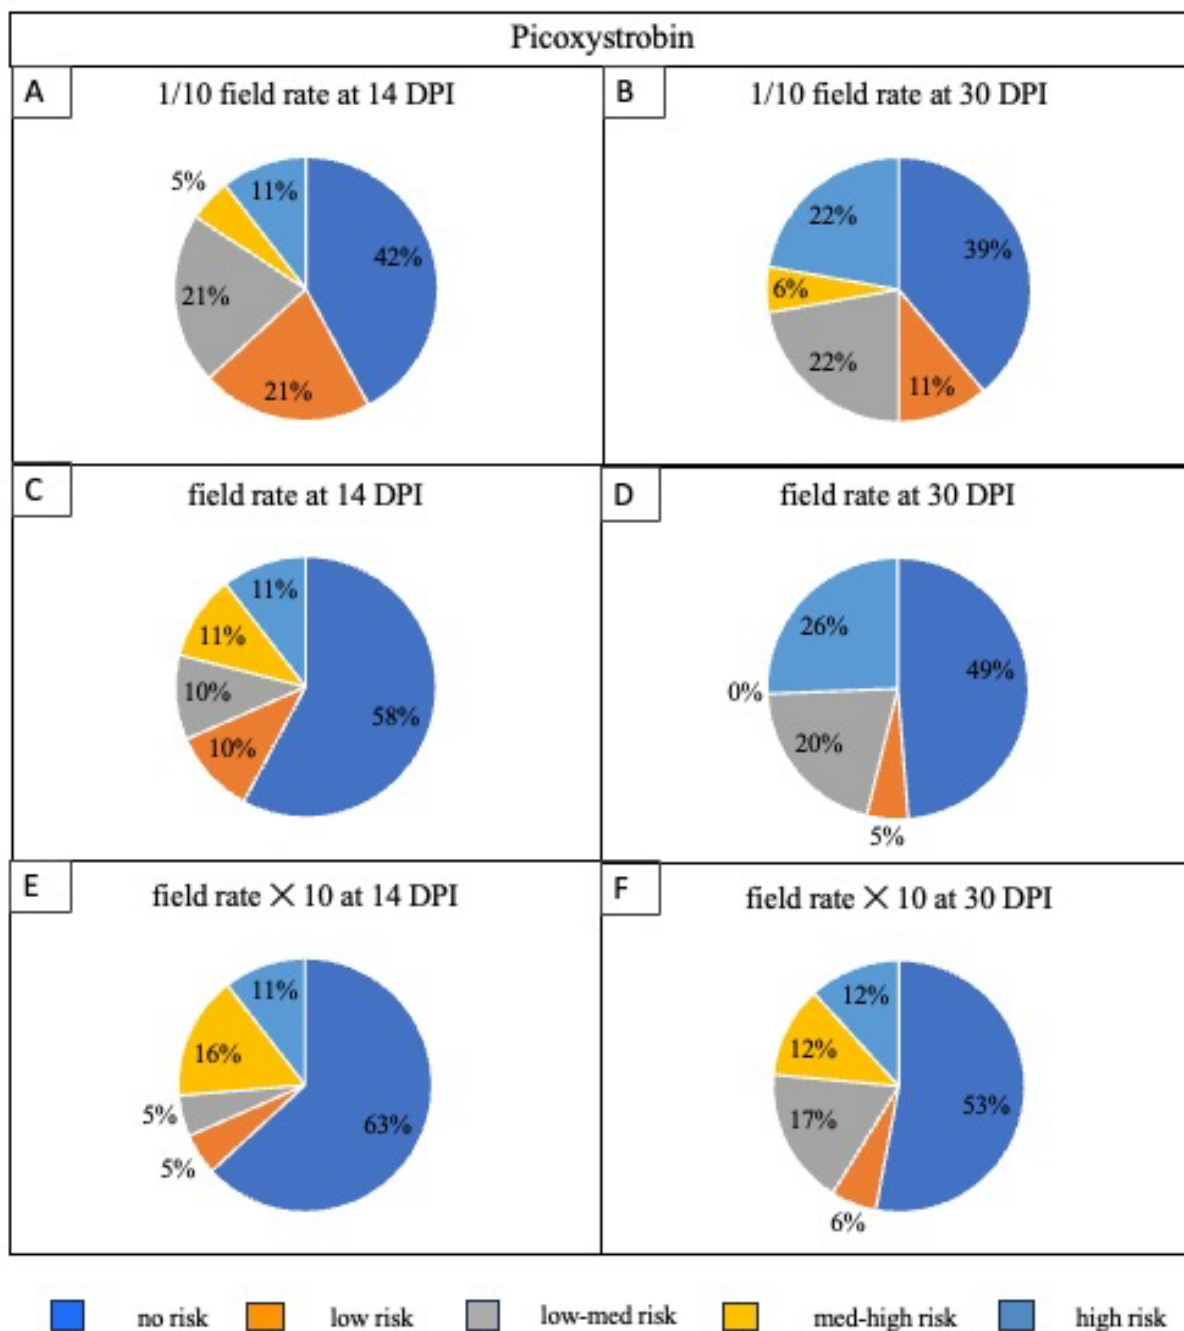 Picoxystrobin
A
1/10 field rate at 14 DPI
5%
11%
42%
21%
21%
B
1/10 field rate at 30 DPI
22%
39%
6%
22%
11%
C
field rate at 14 DPI
11%
11%
10%
58%
10%
D
field rate at 30 DPI
26%
49%
0%
20%
5%
E
field rate ✕ 10 at 14 DPI
11%
16%
5%
63%
5%
F
field rate ✕ 10 at 30 DPI
12%
12%
53%
17%
6%
no risk low risk low-med risk med-high risk high risk